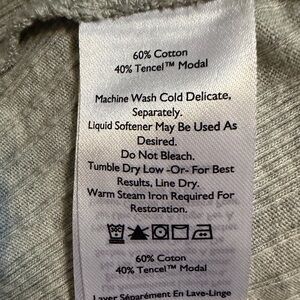 60% Cotton
40% Tencel™ Modal
Machine Wash Cold Delicate,
Separately.
Liquid Softener May Be Used As
Desired.
Do Not Bleach.
Tumble Dry Low -Or- For Best
Results, Line Dry.
Warm Steam Iron Required For
Restoration.
60% Coton
40% Tencel™ Modal
Laver Séparément En Lave-Linge